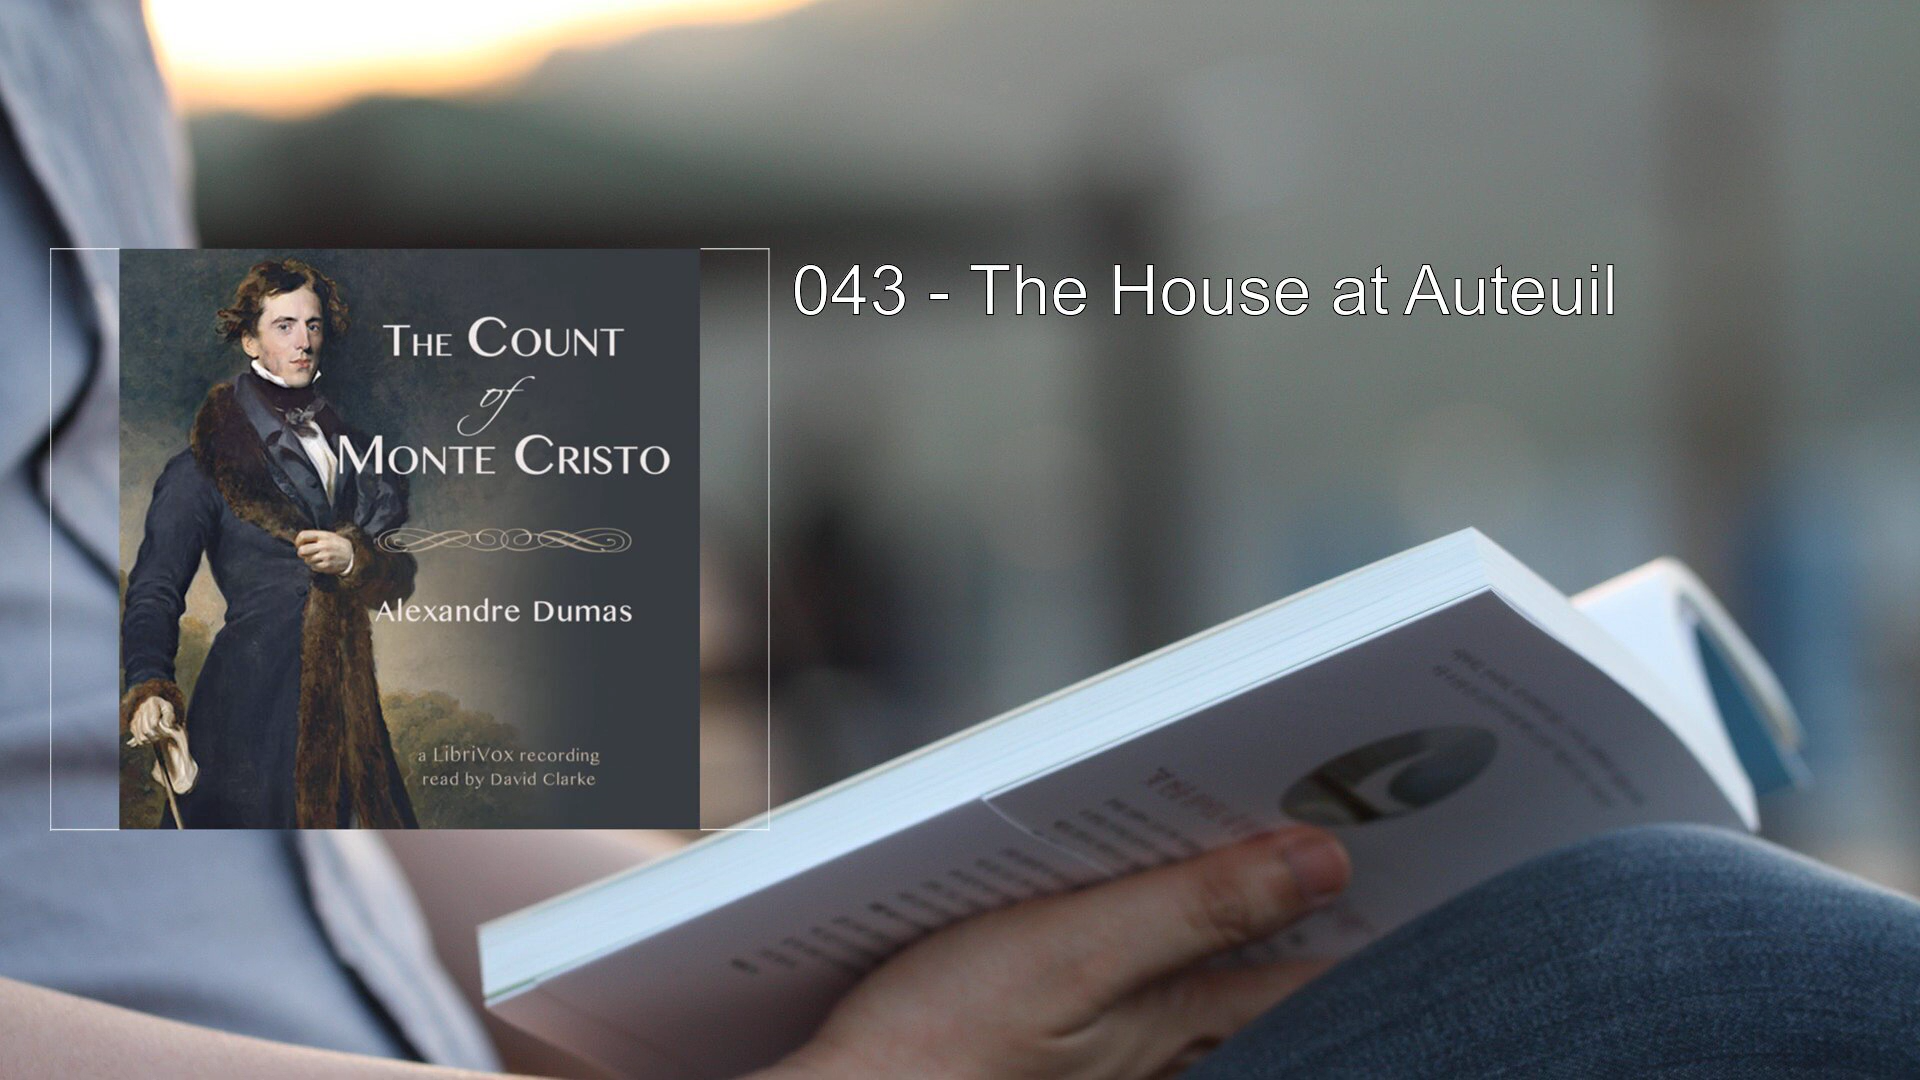 043 - The House at Auteuil
The Count
of
Monte Cristo
Alexandre Dumas
a LibriVox recording
read by David Clarke